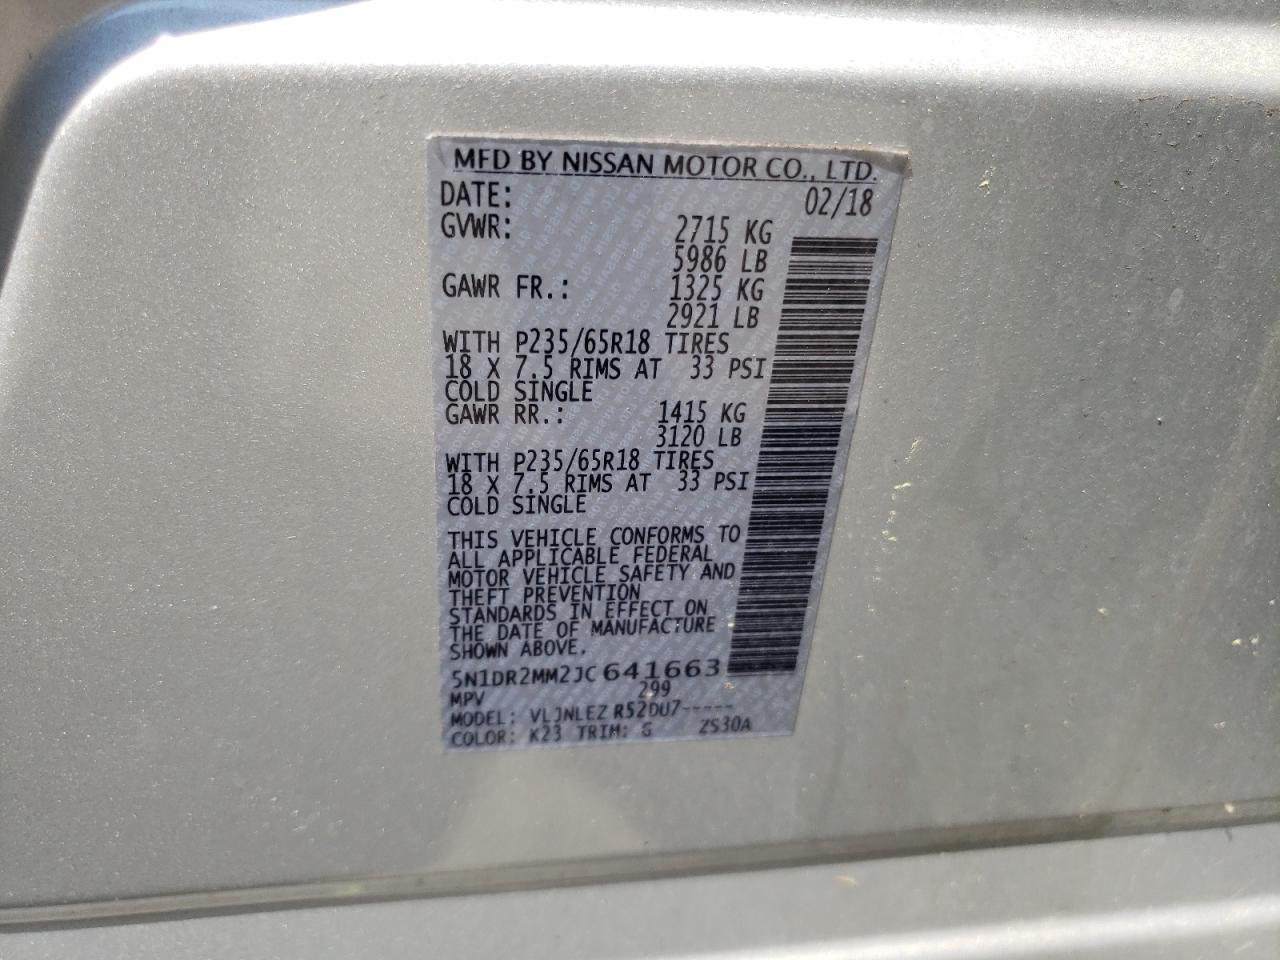 MFD BY NISSAN MOTOR CO., LTD.
DATE: 02/18
GVWR: 2715 KG
5986 LB
GAWR FR.: 1325 KG
2921 LB
WITH P235/65R18 TIRES
18 X 7.5 RIMS AT 33 PSI
COLD SINGLE
GAWR RR.: 1415 KG
3120 LB
WITH P235/65R18 TIRES
18 X 7.5 RIMS AT 33 PSI
COLD SINGLE
THIS VEHICLE CONFORMS TO
ALL APPLICABLE FEDERAL
MOTOR VEHICLE SAFETY AND
THEFT PREVENTION
STANDARDS IN EFFECT ON
THE DATE OF MANUFACTURE
SHOWN ABOVE.
5N1DR2MM2JC641663
MPV 299
MODEL: VLJNLEZ R52DU7-----
COLOR: K23 TRIM: G ZS30A